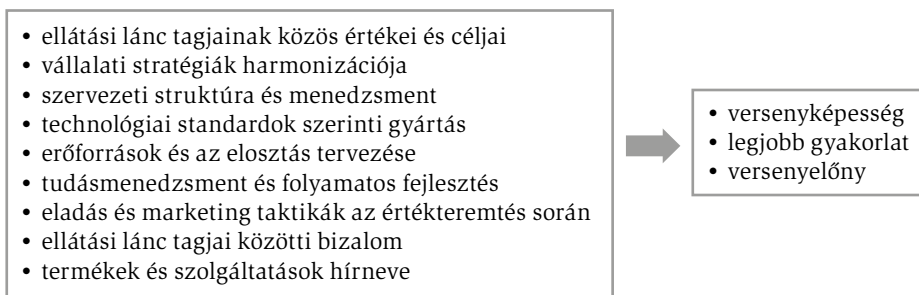 • ellátási lánc tagjainak közös értékei és céljai
• vállalati stratégiák harmonizációja
• szervezeti struktúra és menedzsment
• technológiai standardok szerinti gyártás
• erőforrások és az elosztás tervezése
• tudásmenedzsment és folyamatos fejlesztés
• eladás és marketing taktikák az értékteremtés során
• ellátási lánc tagjai közötti bizalom
• termékek és szolgáltatások hírneve
• versenyképesség
• legjobb gyakorlat
• versenyelőny